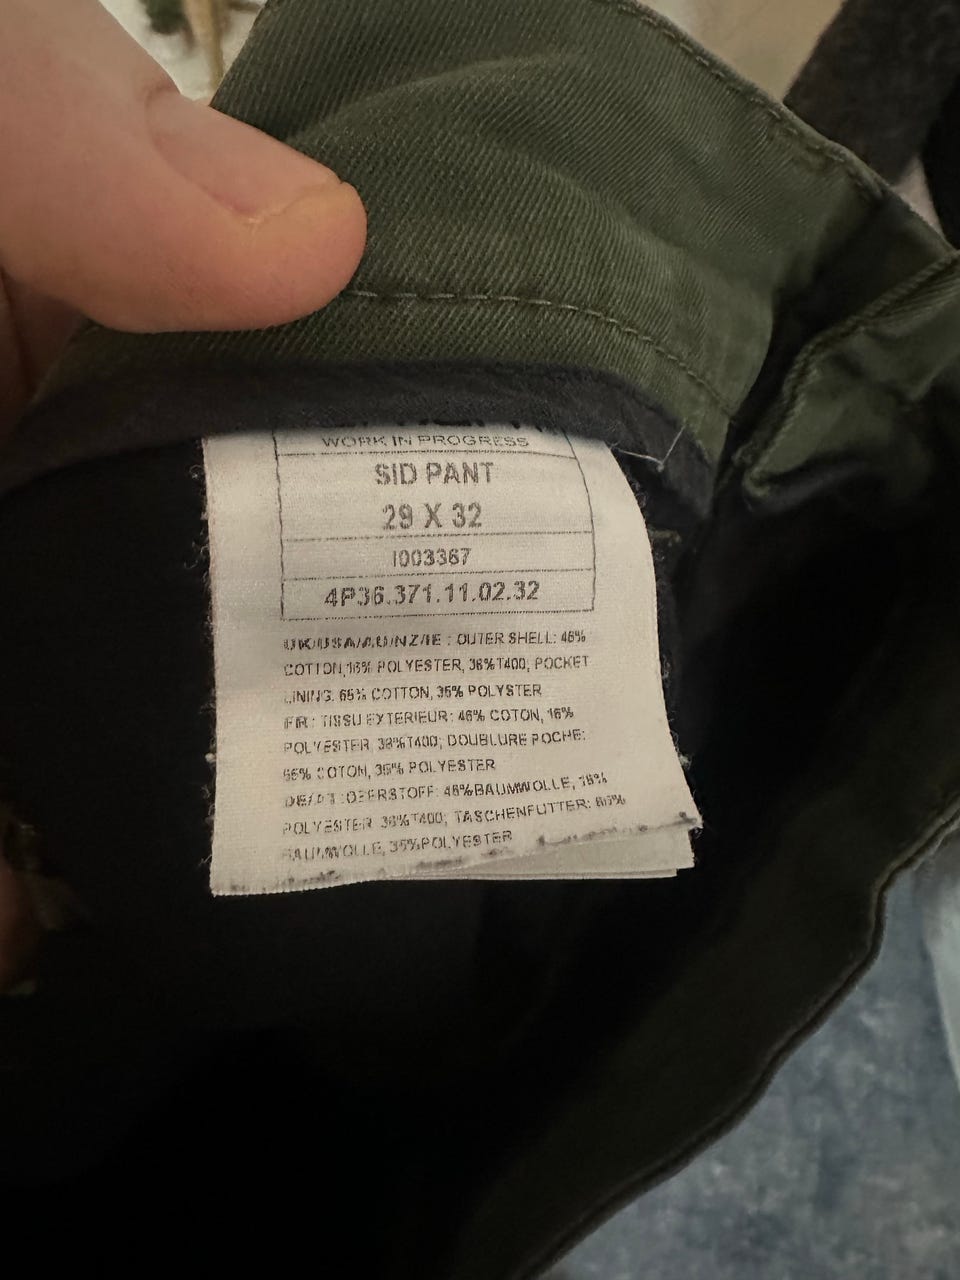 WORK IN PROGRESS
SID PANT
29 X 32
I003367
4P36.371.11.02.32
UK/USA/AU/NZ/IE : OUTER SHELL: 46%
COTTON,16% POLYESTER, 38%T400; POCKET
LINING: 65% COTTON, 35% POLYSTER
FR: TISSU EXTERIEUR: 46% COTON, 16%
POLYESTER, 38%T400; DOUBLURE POCHE:
65% COTON, 35% POLYESTER
DE/AT :OBERSTOFF: 46%BAUMWOLLE, 16%
POLYESTER, 38%T400; TASCHENFUTTER: 65%
BAUMWOLLE, 35%POLYESTER